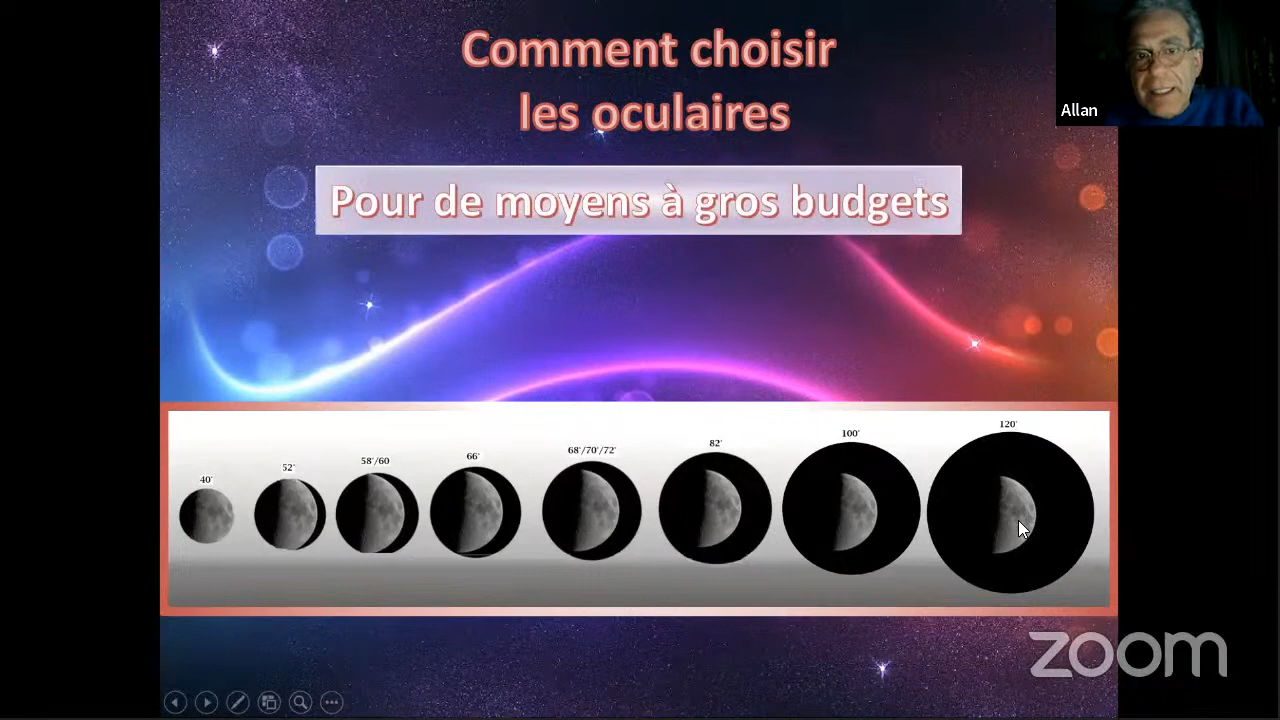 Comment choisir
les oculaires
Allan
Pour de moyens à gros budgets
40°
52°
58°/60
66°
68°/70°/72°
82°
100°
120°
zoom